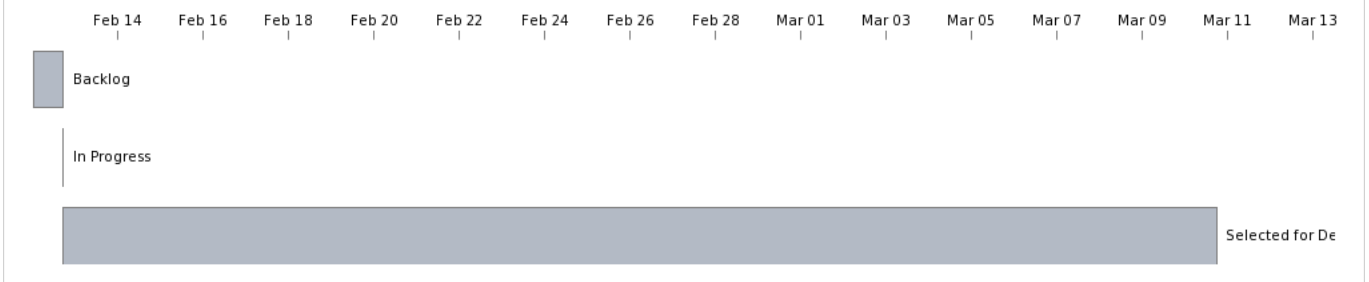 Feb 14 Feb 16 Feb 18 Feb 20 Feb 22 Feb 24 Feb 26 Feb 28 Mar 01 Mar 03 Mar 05 Mar 07 Mar 09 Mar 11 Mar 13
Backlog
In Progress
Selected for De